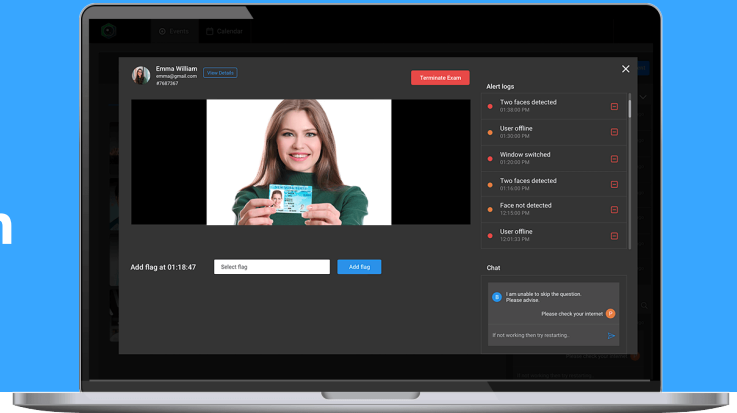 Events
Calendar
Emma William
emma@gmail.com
#7687367
View Details
Terminate Exam
Alert logs
Two faces detected
01:38:00 PM
User offline
01:30:00 PM
Window switched
01:20:00 PM
Two faces detected
01:16:00 PM
Face not detected
12:15:00 PM
User offline
12:01:33 PM
Add flag at 01:18:47
Select flag
Add flag
Chat
S
I am unable to skip the question.
Please advise.
Please check your internet
P
If not working then try restarting...
n